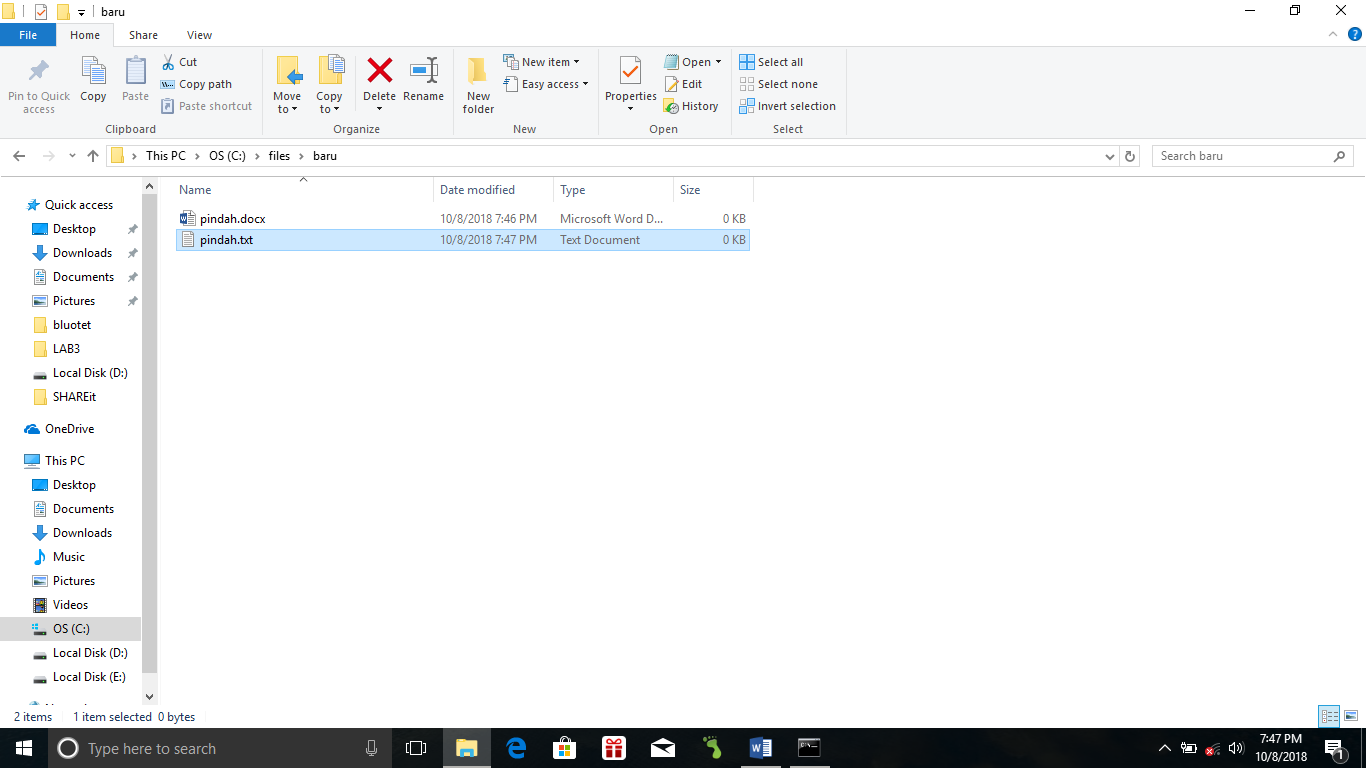 baru
File Home Share View
Pin to Quick access
Copy
Paste
Cut
Copy path
Paste shortcut
Clipboard
Move to
Copy to
Delete
Rename
Organize
New folder
New item
Easy access
New
Properties
Open
Edit
History
Open
Select all
Select none
Invert selection
Select
This PC OS (C:) files baru
Search baru
Name Date modified Type Size
pindah.docx 10/8/2018 7:46 PM Microsoft Word D... 0 KB
pindah.txt 10/8/2018 7:47 PM Text Document 0 KB
Quick access
Desktop
Downloads
Documents
Pictures
bluotet
LAB3
Local Disk (D:)
SHAREit
OneDrive
This PC
Desktop
Documents
Downloads
Music
Pictures
Videos
OS (C:)
Local Disk (D:)
Local Disk (E:)
2 items 1 item selected 0 bytes
Type here to search
7:47 PM
10/8/2018
1